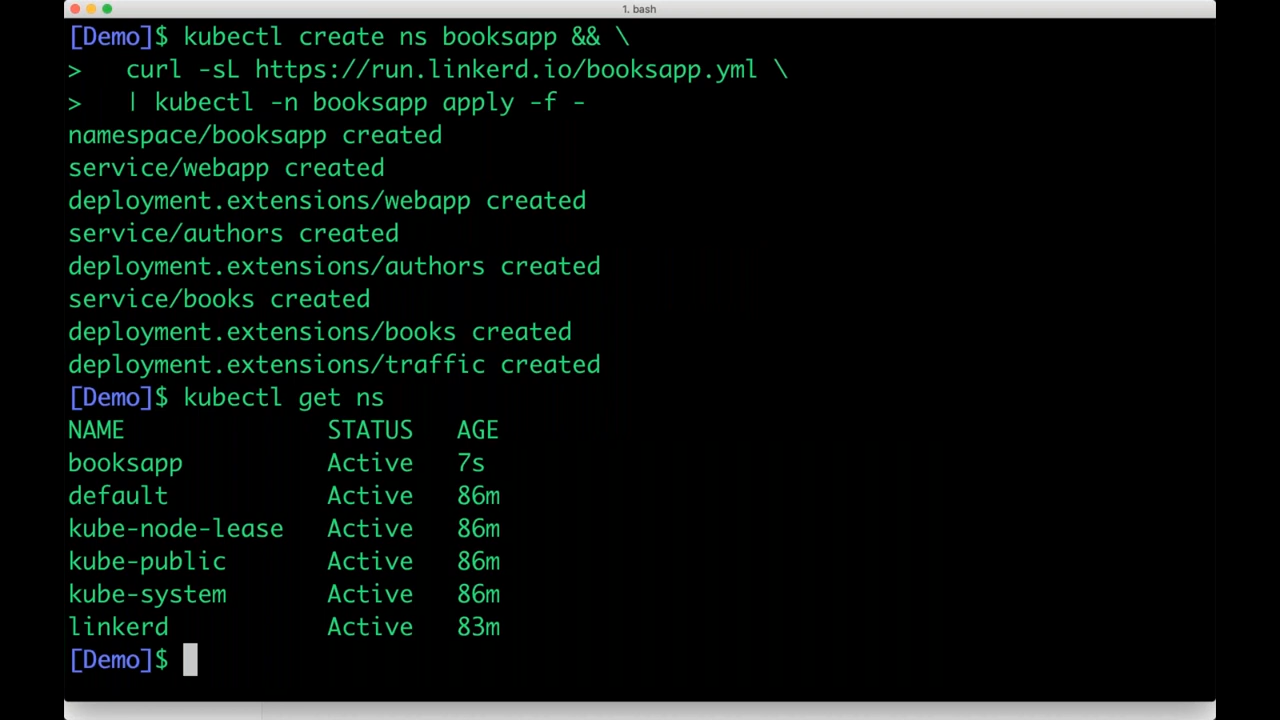 1. bash
[Demo]$ kubectl create ns booksapp && \
>   curl -sL https://run.linkerd.io/booksapp.yml \
>   | kubectl -n booksapp apply -f -
namespace/booksapp created
service/webapp created
deployment.extensions/webapp created
service/authors created
deployment.extensions/authors created
service/books created
deployment.extensions/books created
deployment.extensions/traffic created
[Demo]$ kubectl get ns
NAME              STATUS   AGE
booksapp          Active   7s
default           Active   86m
kube-node-lease   Active   86m
kube-public       Active   86m
kube-system       Active   86m
linkerd           Active   83m
[Demo]$